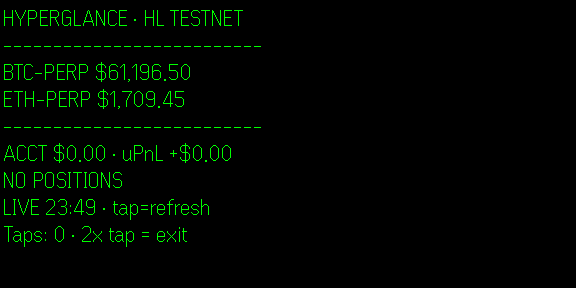 HYPERGLANCE · HL TESTNET
--------------------------
BTC-PERP $61,196.50
ETH-PERP $1,709.45
--------------------------
ACCT $0.00 · uPnL +$0.00
NO POSITIONS
LIVE 23:49 · tap=refresh
Taps: 0 · 2x tap = exit